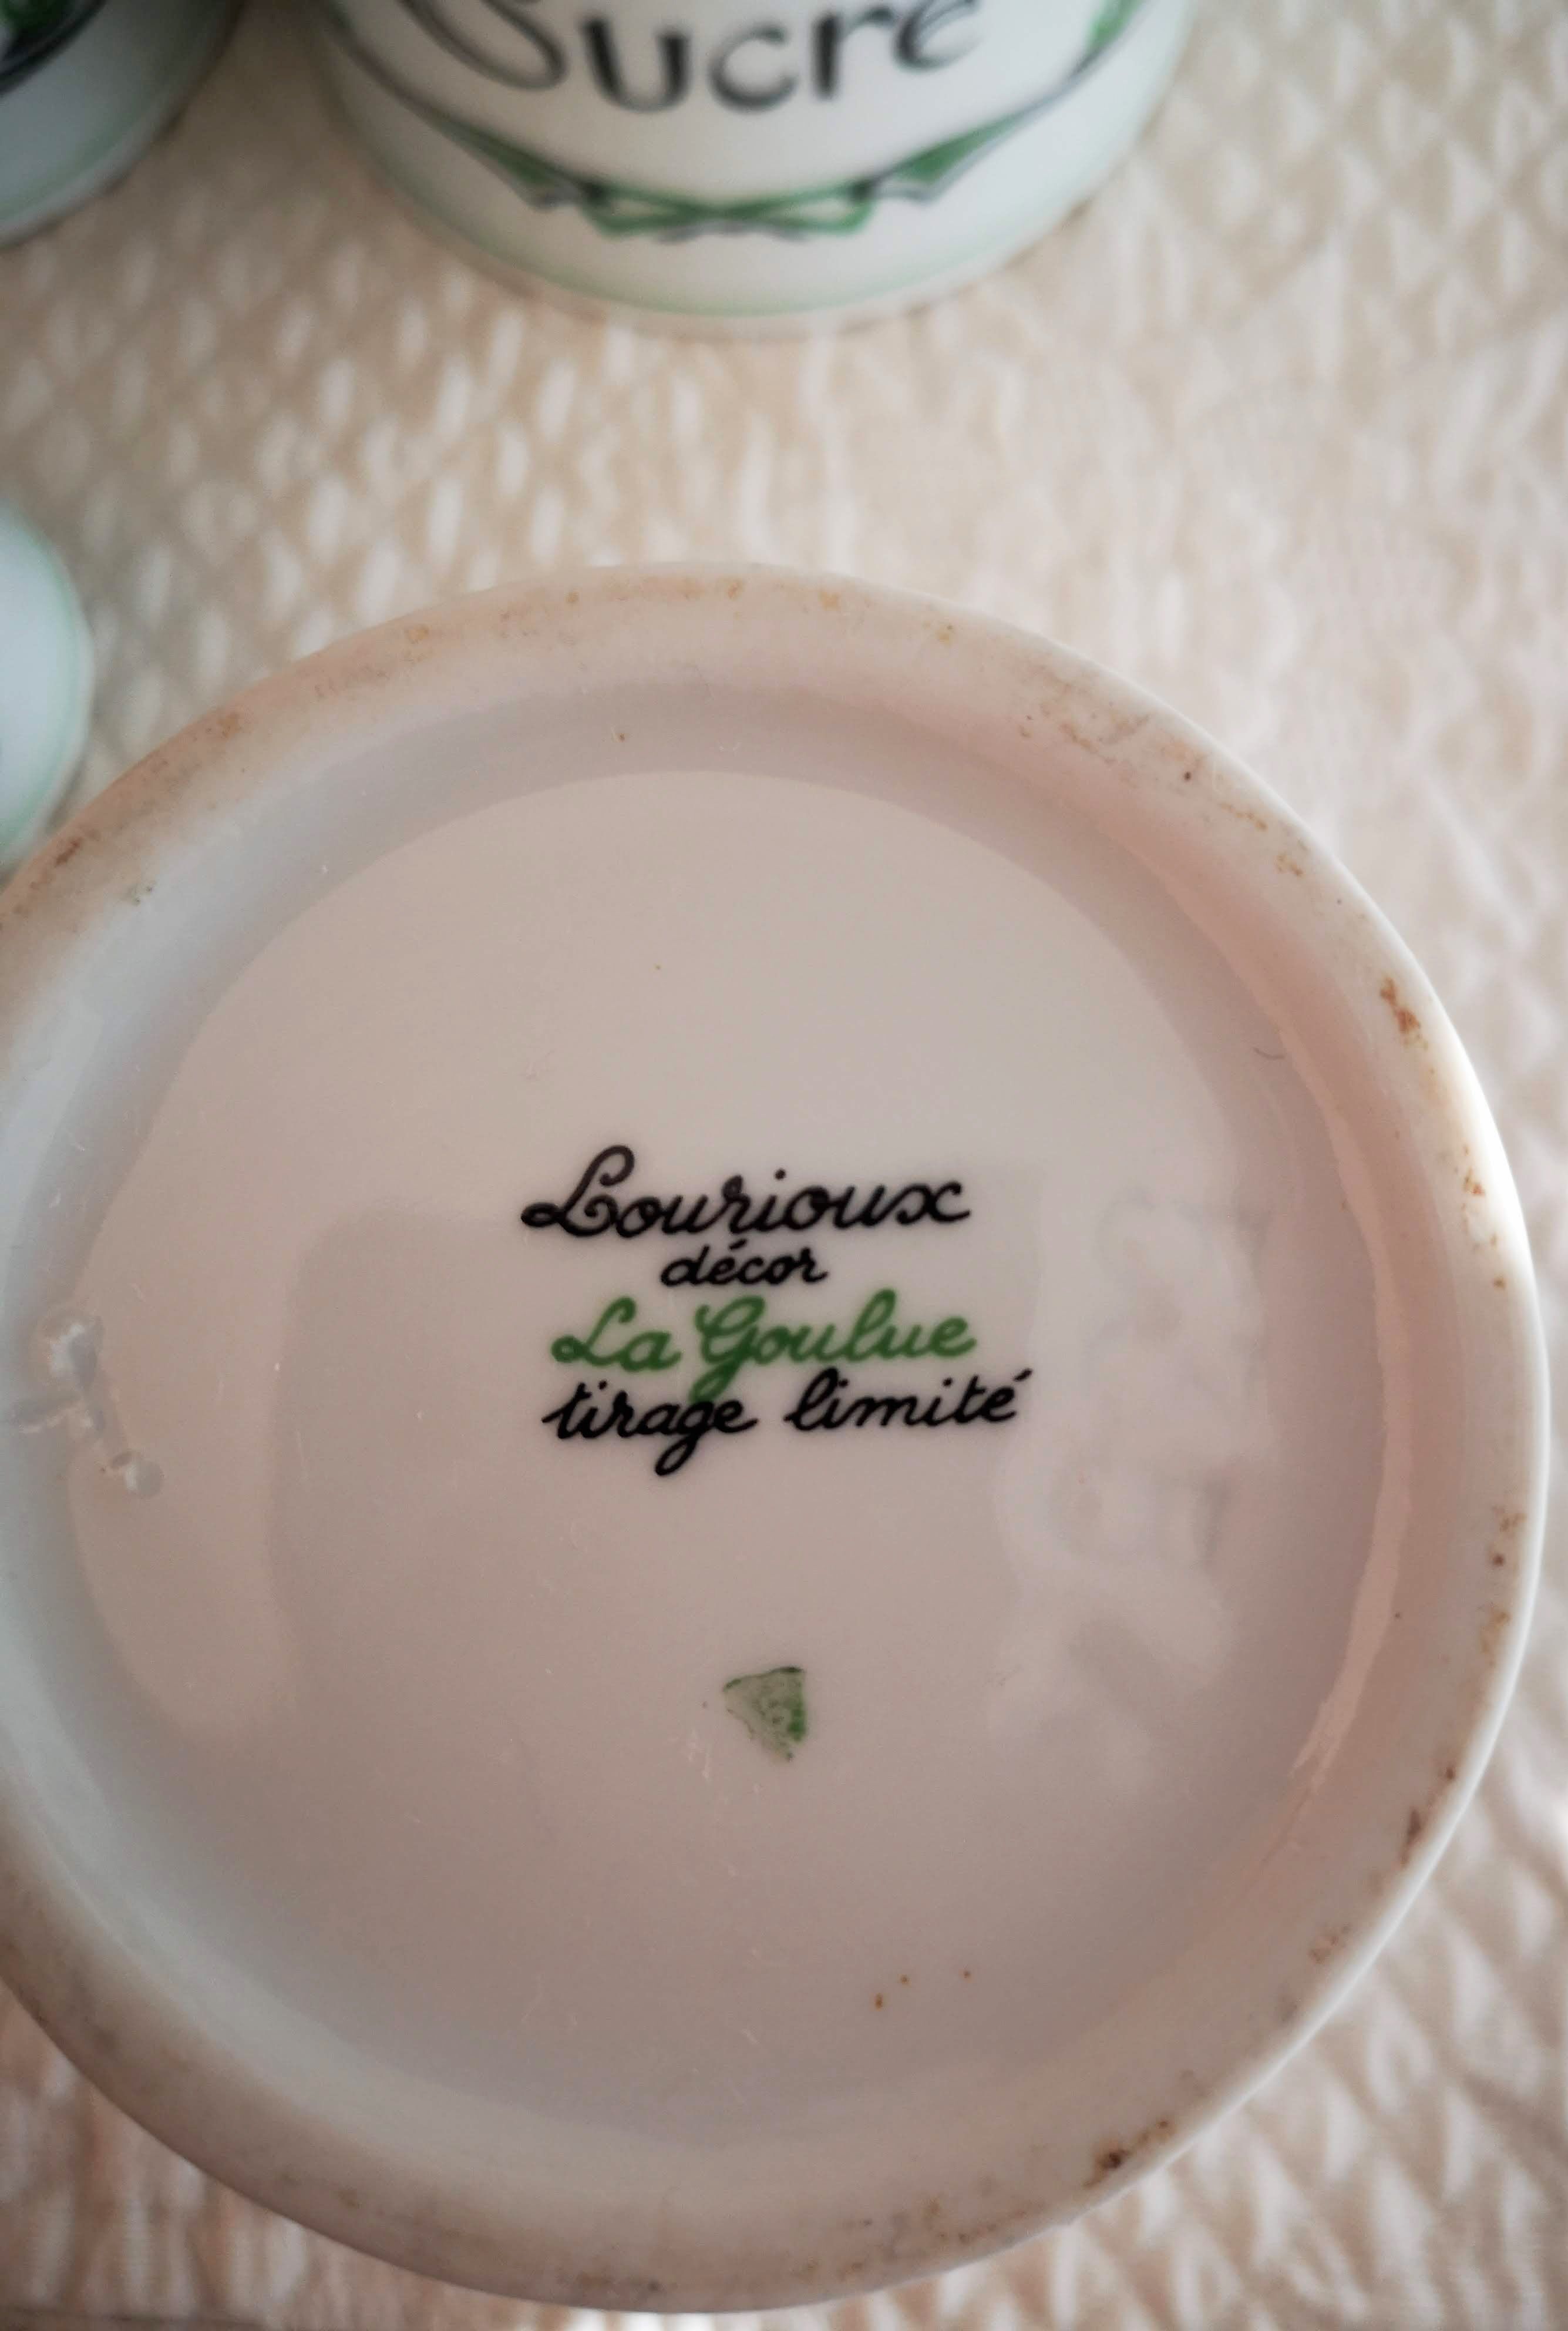 Sucre
Lourioux
décor
La Goulue
tirage limité